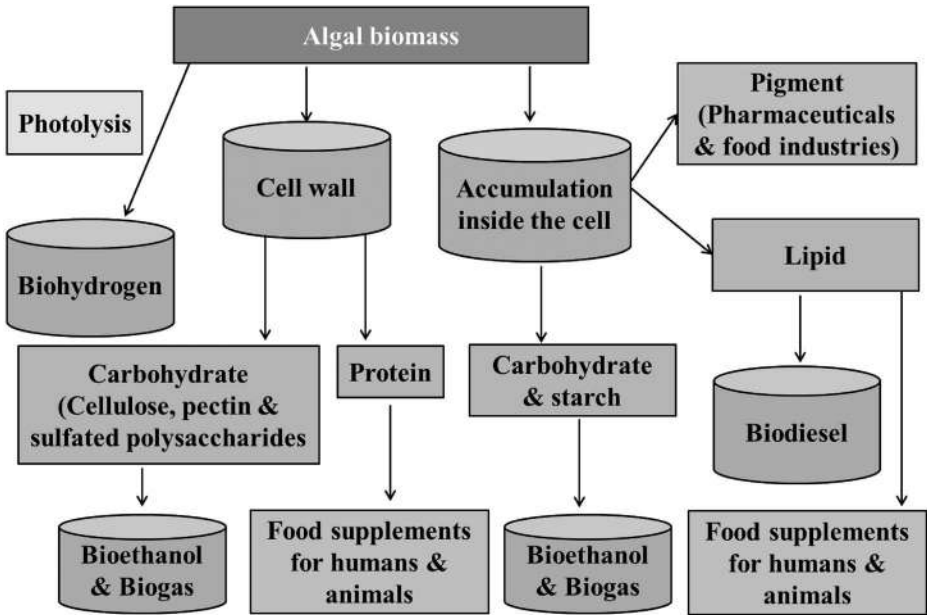 Algal biomass
Photolysis
Pigment
(Pharmaceuticals
& food industries)
Cell wall
Accumulation
inside the cell
Lipid
Biohydrogen
Carbohydrate
(Cellulose, pectin &
sulfated polysaccharides
Protein
Carbohydrate
& starch
Biodiesel
Bioethanol
& Biogas
Food supplements
for humans &
animals
Bioethanol
& Biogas
Food supplements
for humans &
animals